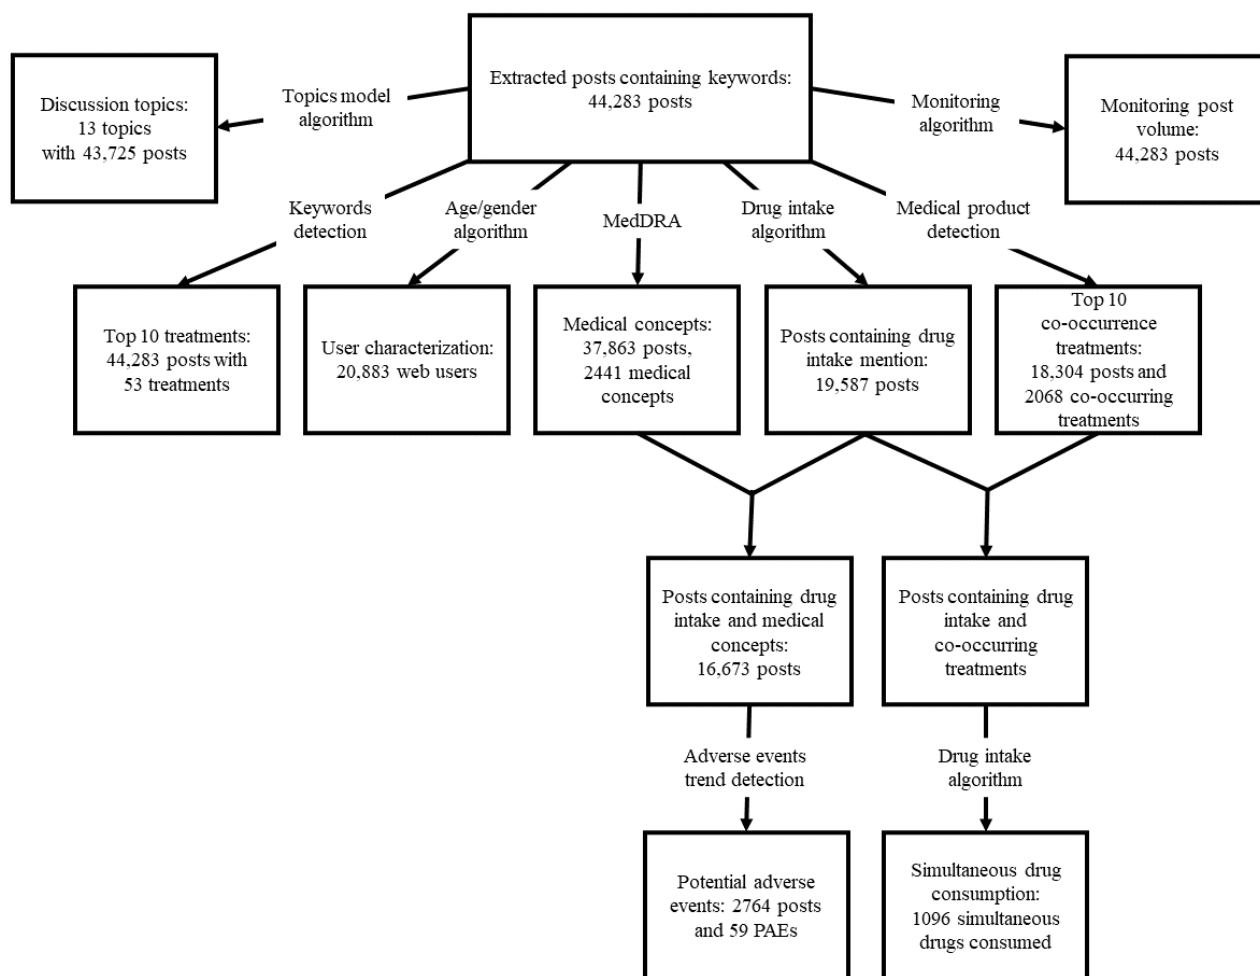 Extracted posts containing keywords:
44,283 posts
Discussion topics:
13 topics
with 43,725 posts
Topics model
algorithm
Monitoring
algorithm
Monitoring post
volume:
44,283 posts
Keywords
detection
Age/gender
algorithm
MedDRA
Drug intake
algorithm
Medical product
detection
Top 10 treatments:
44,283 posts with
53 treatments
User characterization:
20,883 web users
Medical concepts:
37,863 posts,
2441 medical
concepts
Posts containing drug
intake mention:
19,587 posts
Top 10
co-occurrence
treatments:
18,304 posts and
2068 co-occurring
treatments
Posts containing drug
intake and medical
concepts:
16,673 posts
Posts containing drug
intake and
co-occurring
treatments
Adverse events
trend detection
Drug intake
algorithm
Potential adverse
events: 2764 posts
and 59 PAEs
Simultaneous drug
consumption:
1096 simultaneous
drugs consumed